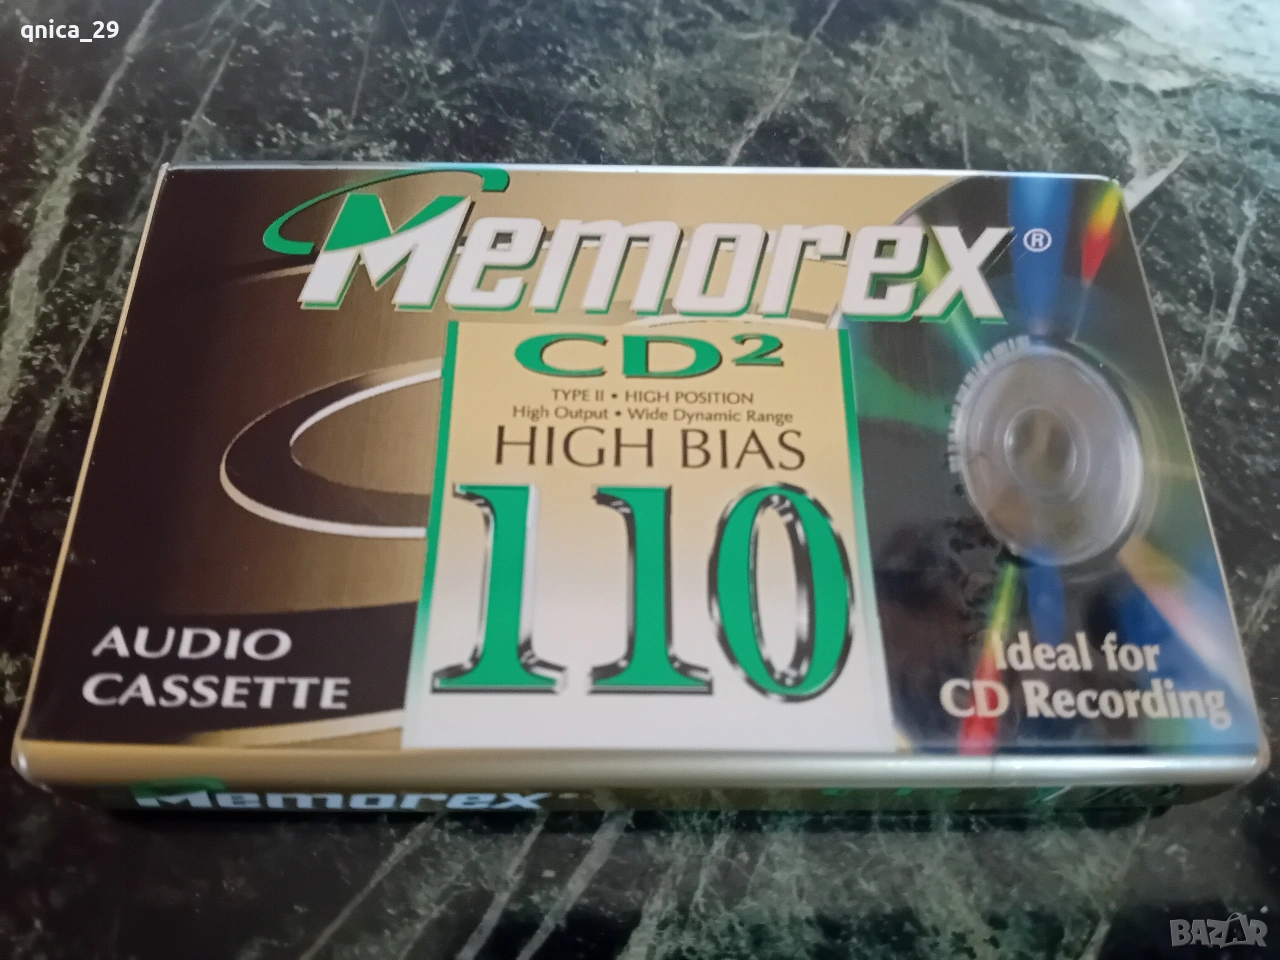 qnica_29
Memorex®
CD2
TYPE II • HIGH POSITION
High Output • Wide Dynamic Range
HIGH BIAS
110
AUDIO
CASSETTE
Ideal for
CD Recording
Memorex
BAZAR